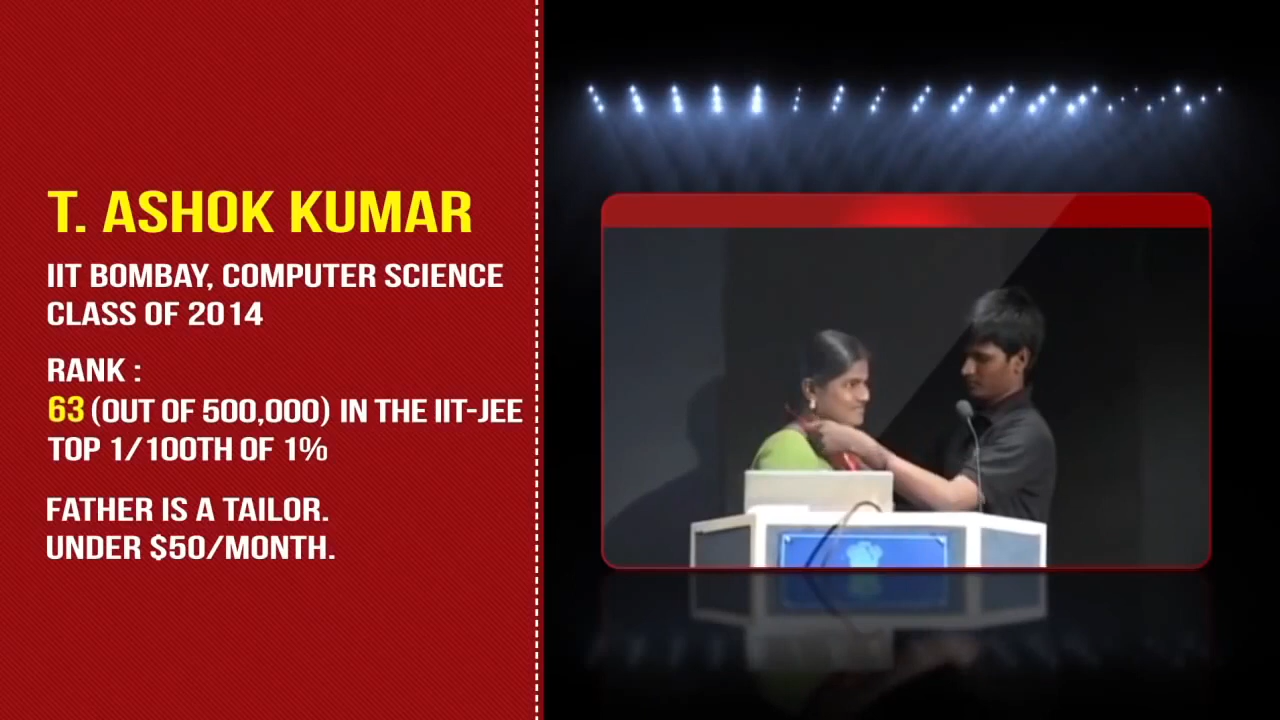 T. ASHOK KUMAR
IIT BOMBAY, COMPUTER SCIENCE
CLASS OF 2014
RANK :
63 (OUT OF 500,000) IN THE IIT-JEE
TOP 1/100TH OF 1%
FATHER IS A TAILOR.
UNDER $50/MONTH.